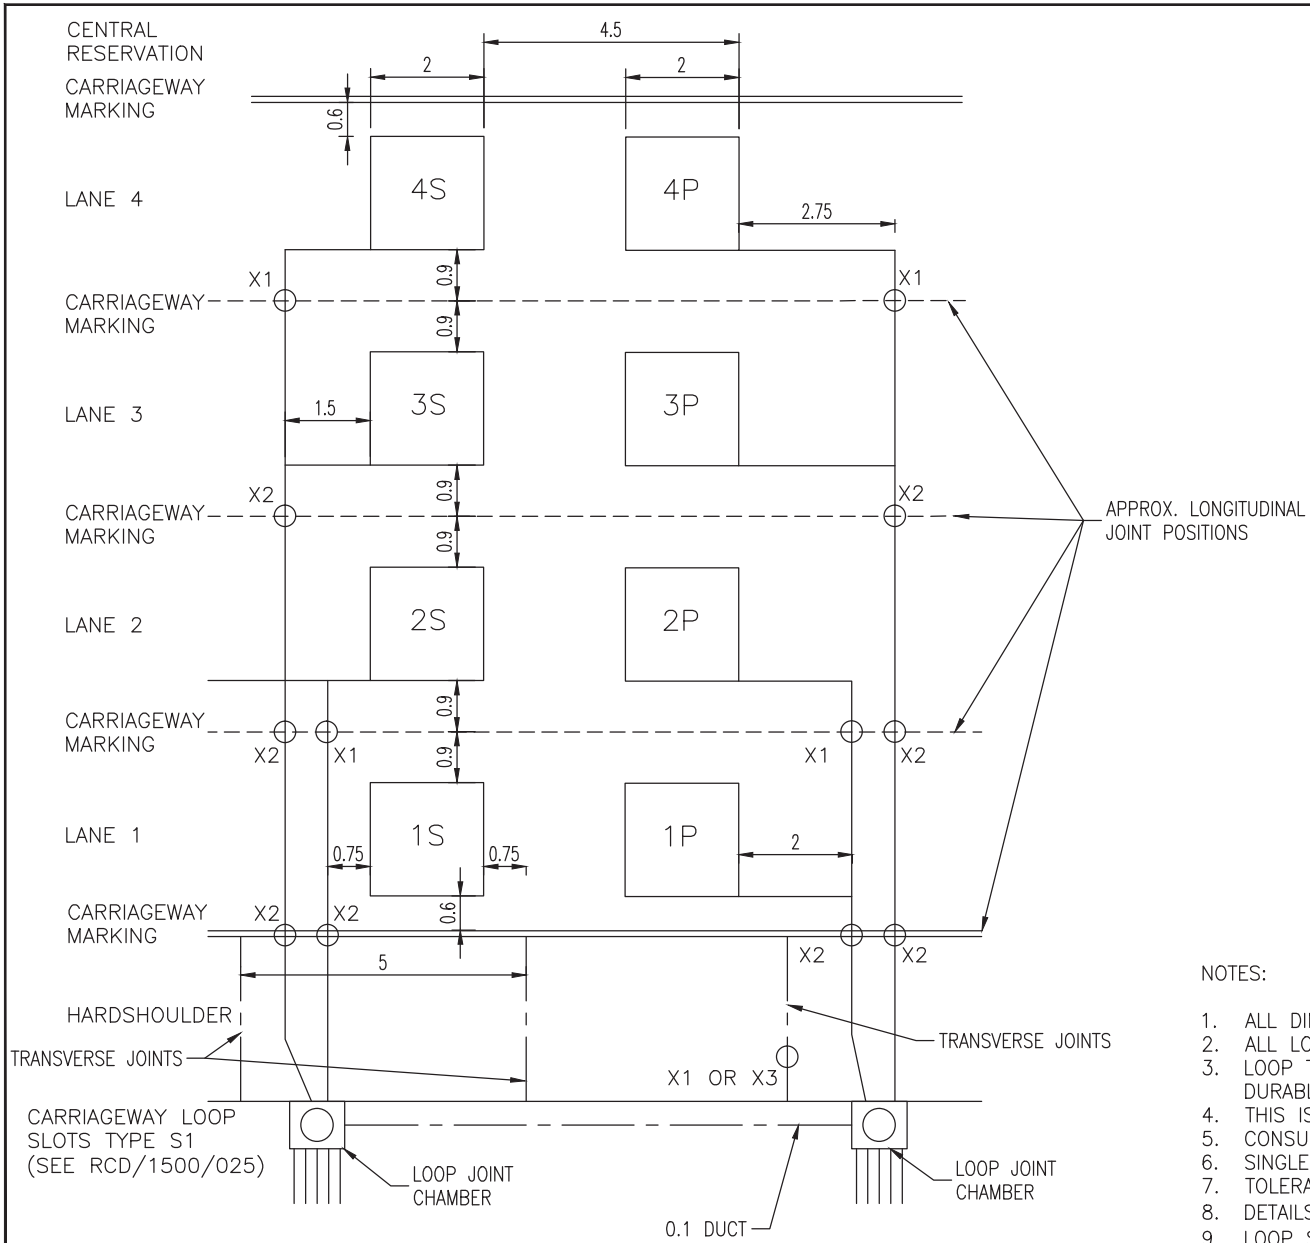 CENTRAL
RESERVATION
CARRIAGEWAY
MARKING
4.5
2
2
0.6
LANE 4
4S
4P
2.75
0.9
X1
X1
CARRIAGEWAY
MARKING
0.9
LANE 3
1.5
3S
3P
0.9
X2
X2
CARRIAGEWAY
MARKING
0.9
APPROX. LONGITUDINAL
JOINT POSITIONS
LANE 2
2S
2P
0.9
CARRIAGEWAY
MARKING
X2
X1
X1
X2
0.9
LANE 1
0.75
1S
0.75
1P
2
0.6
CARRIAGEWAY
MARKING
X2
X2
X2
X2
5
HARDSHOULDER
TRANSVERSE JOINTS
TRANSVERSE JOINTS
X1 OR X3
CARRIAGEWAY LOOP
SLOTS TYPE S1
(SEE RCD/1500/025)
LOOP JOINT
CHAMBER
LOOP JOINT
CHAMBER
0.1 DUCT
NOTES:
1. ALL
2. ALL
3. LOOP
4. THIS
5.
6. SINGLE
7.
8. DETAILS
9. LOOP